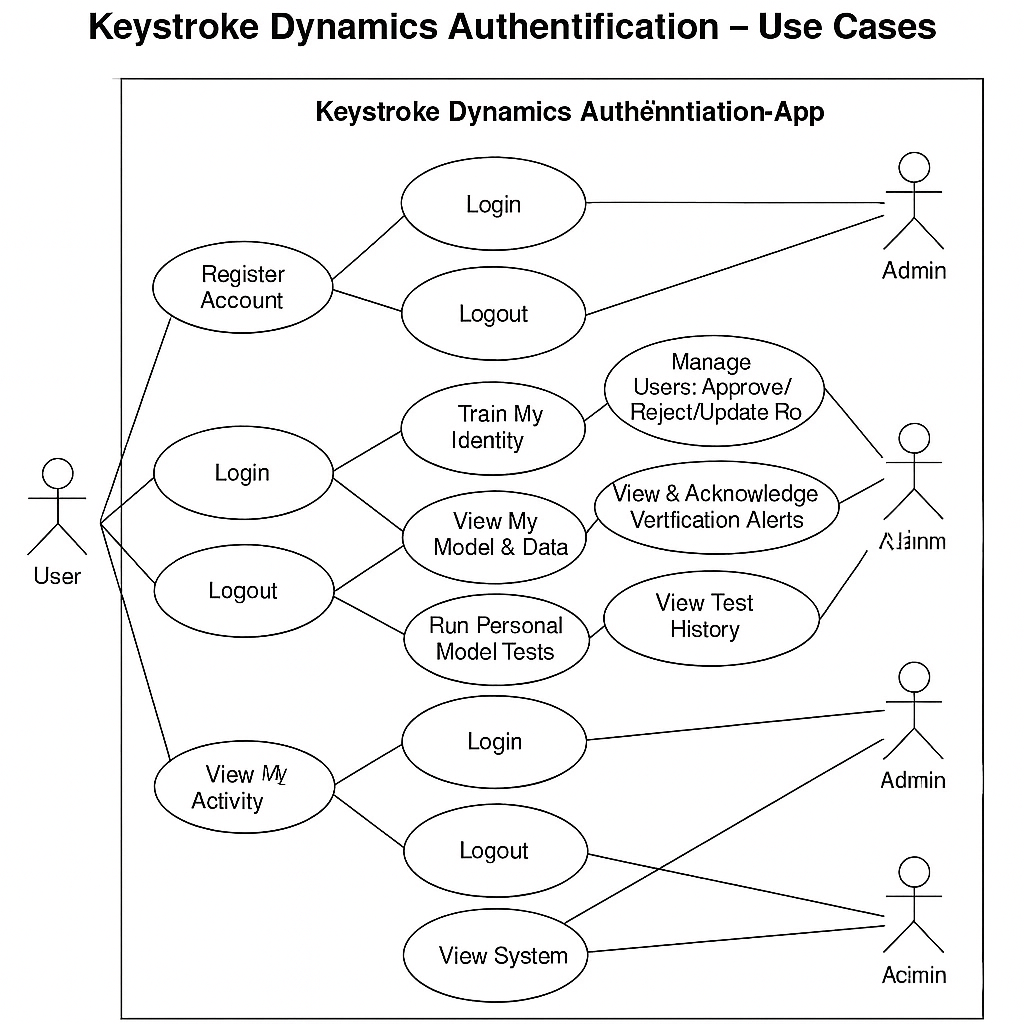 Keystroke Dynamics Authentification – Use Cases
Keystroke Dynamics Authënntiation-App
Login
Admin
Register
Account
Logout
Manage
Users: Approve/
Reject/Update Ro
Train My
Identity
Login
View & Acknowledge
Vertfication Alerts
View My
Model & Data
User
Logout
View Test
History
Run Personal
Model Tests
Login
View My
Activity
Admin
Logout
View System
Acimin